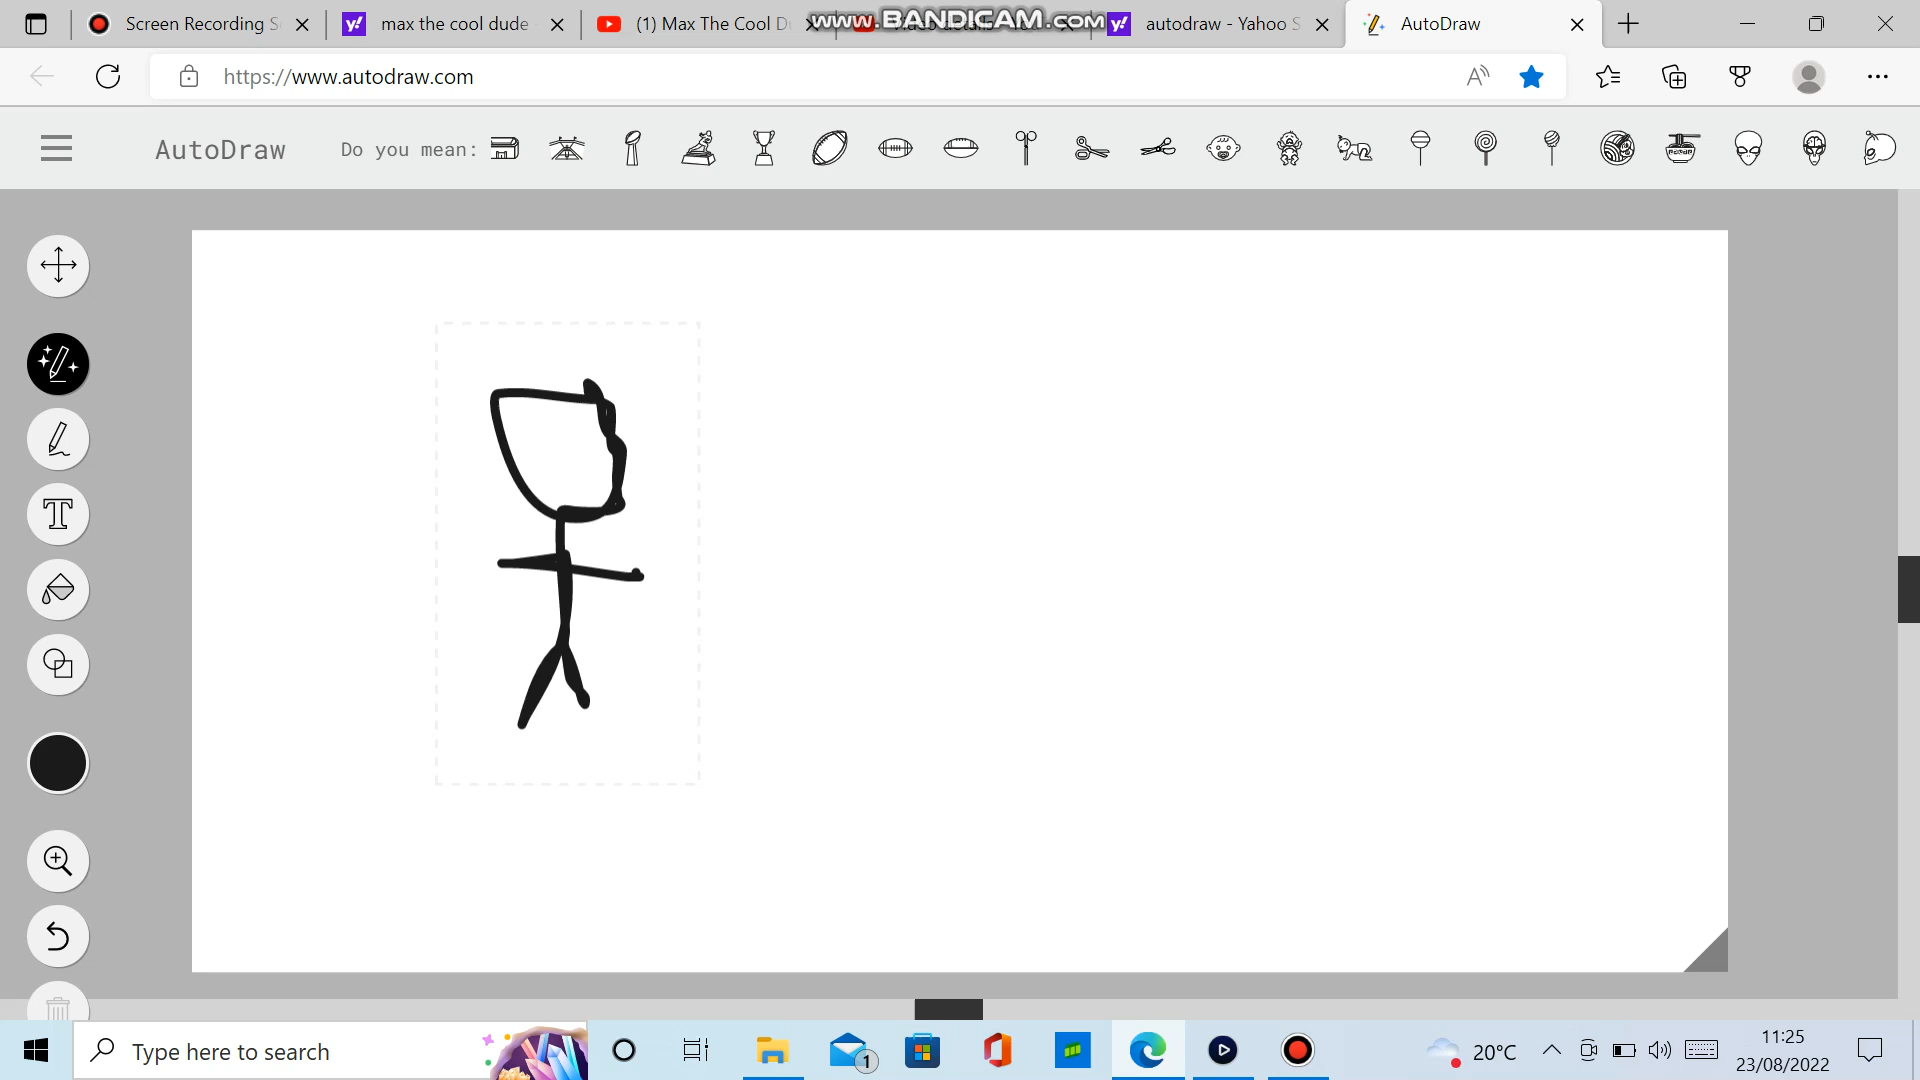 Screen Recording S
max the cool dude
(1) Max The Cool D
www.BANDICAM.com
autodraw - Yahoo S
AutoDraw
https://www.autodraw.com
AutoDraw
Do you mean:
T
Type here to search
1
20°C
11:25
23/08/2022